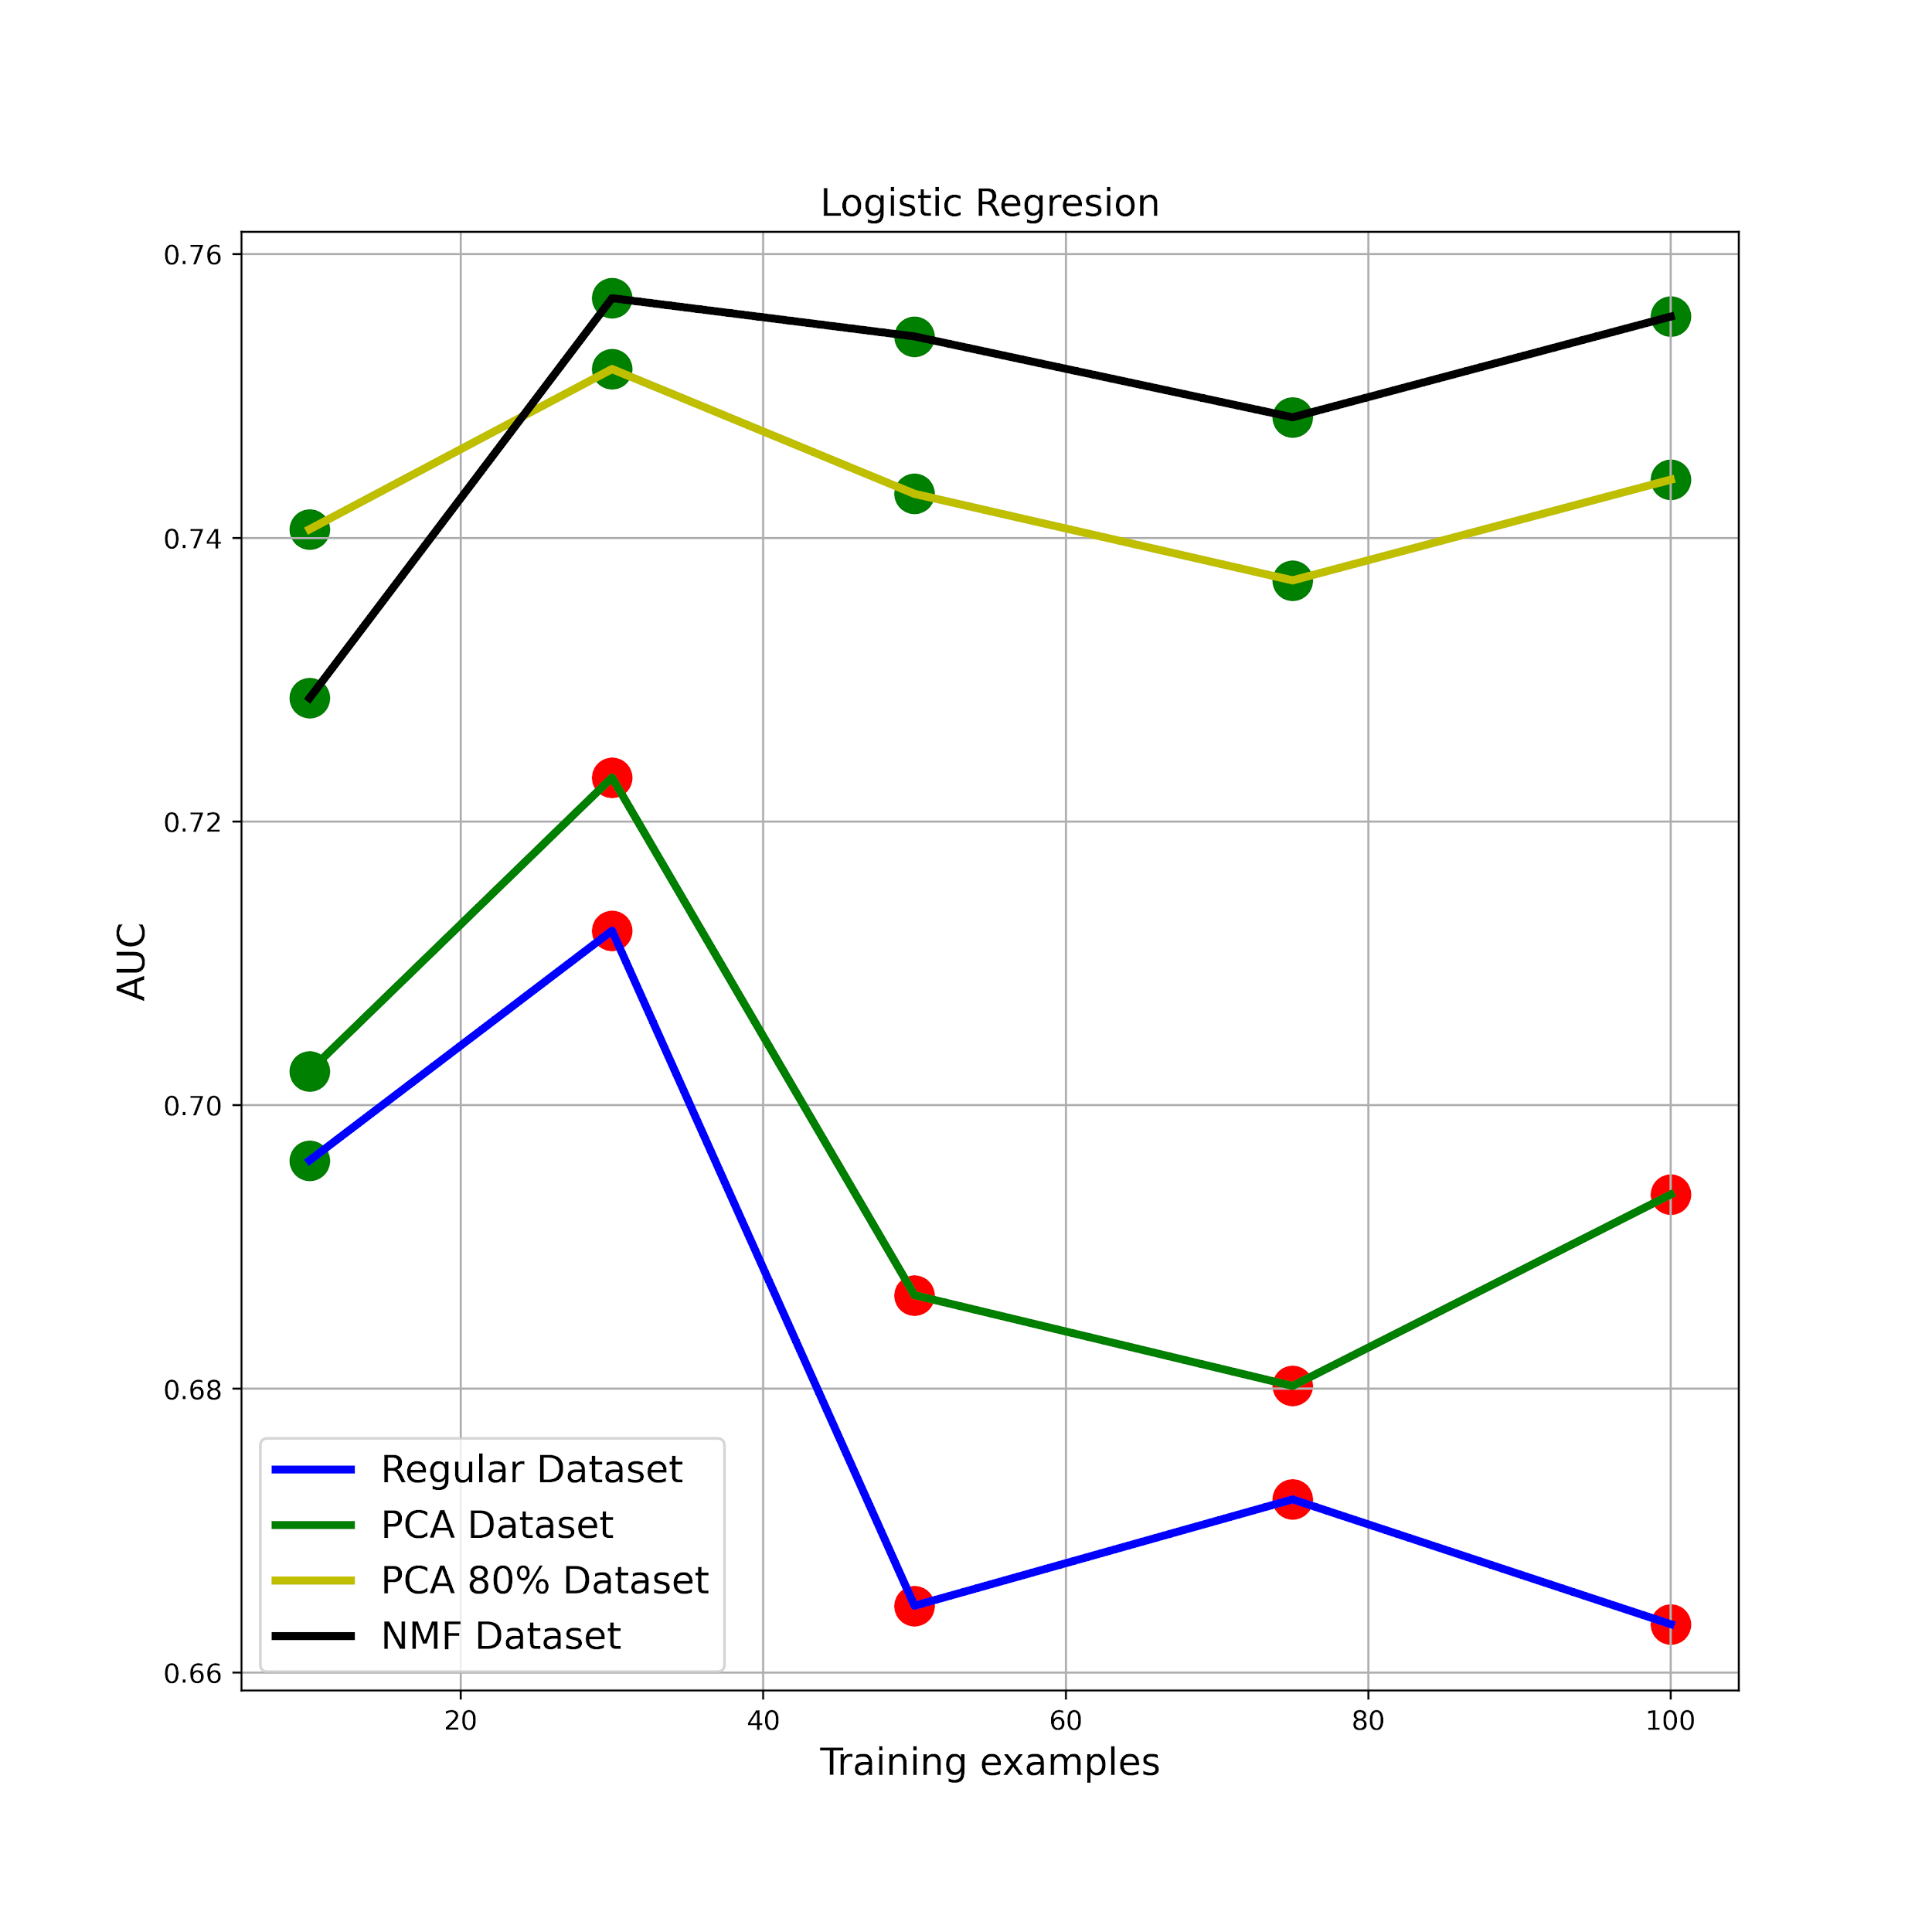 Logistic Regresion
0.76
0.74
0.72
0.70
0.68
0.66
AUC
Regular Dataset
PCA Dataset
PCA 80% Dataset
NMF Dataset
20 40 60 80 100
Training examples